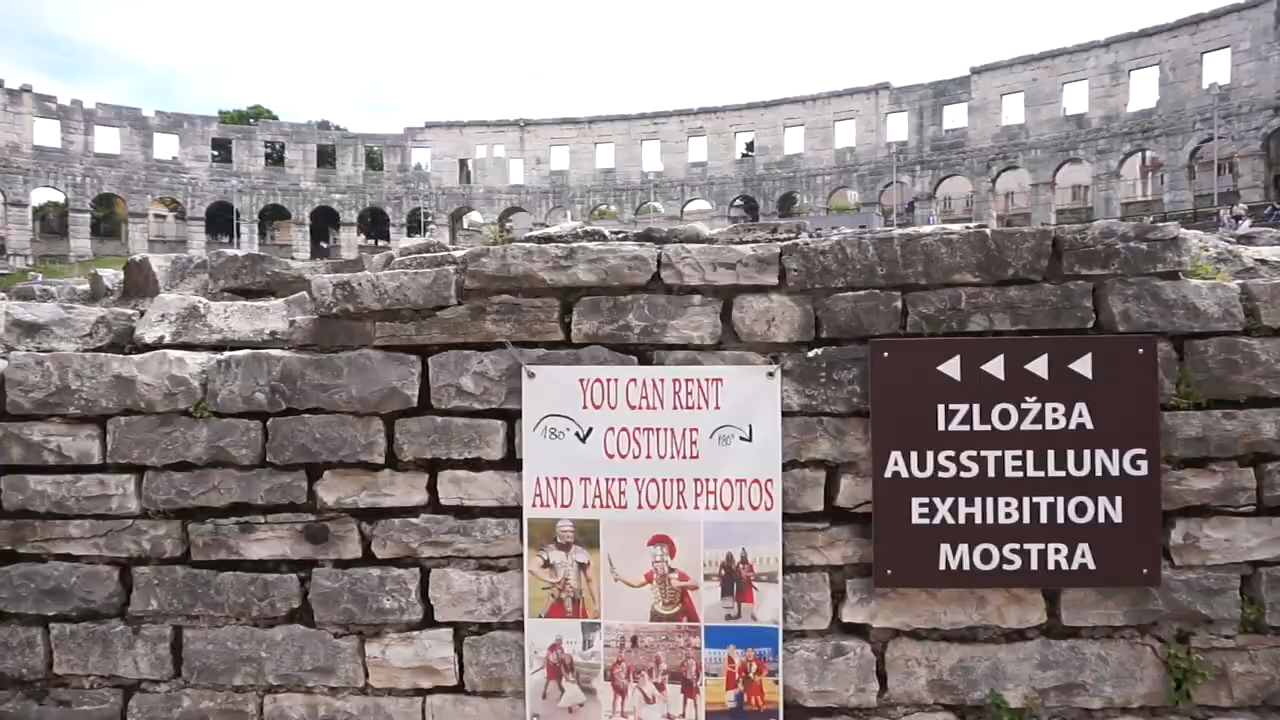 YOU CAN RENT
180° COSTUME 180°
AND TAKE YOUR PHOTOS
IZLOŽBA
AUSSTELLUNG
EXHIBITION
MOSTRA